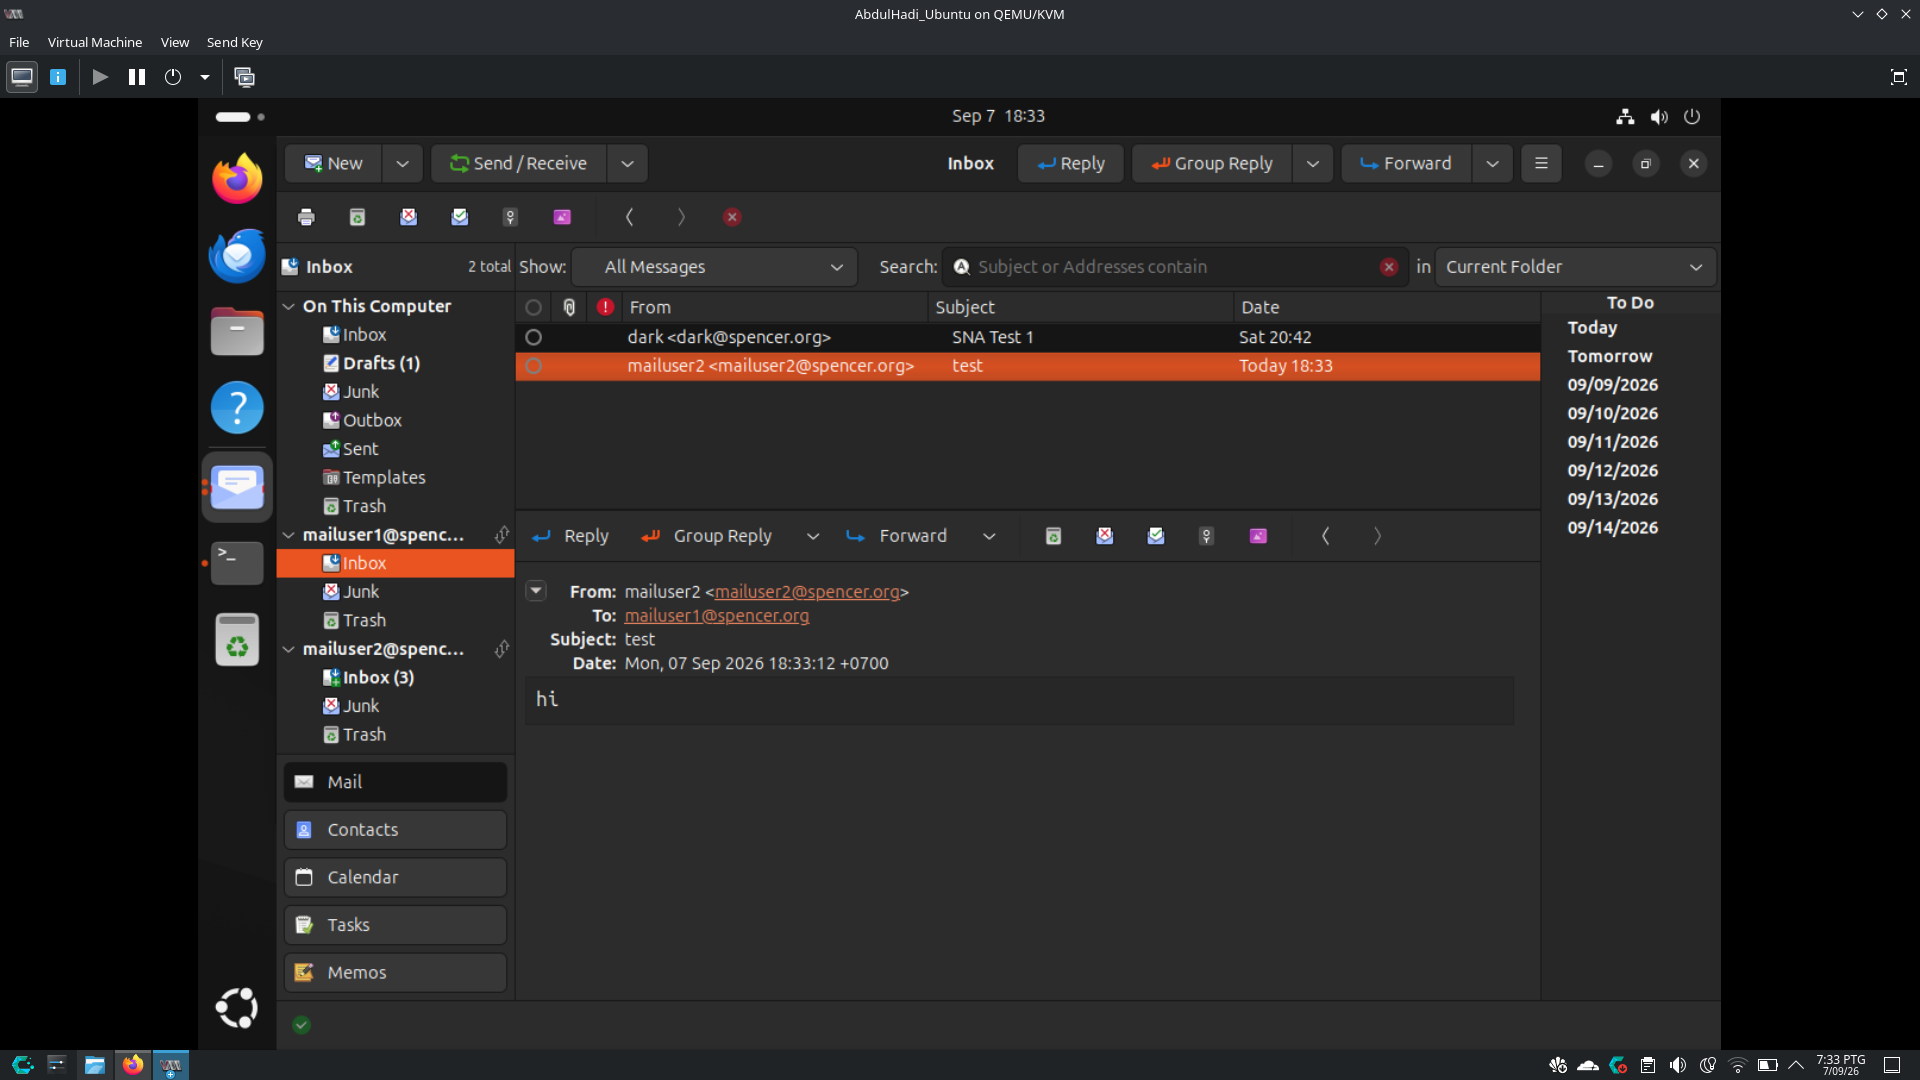 AbdulHadi_Ubuntu on QEMU/KVM
File Virtual Machine View Send Key
Sep 7 18:33
New Send / Receive Inbox Reply Group Reply Forward
Inbox 2 total Show: All Messages Search: Subject or Addresses contain in Current Folder
On This Computer
Inbox
Drafts (1)
Junk
Outbox
Sent
Templates
Trash
mailuser1@spenc...
Inbox
Junk
Trash
mailuser2@spenc...
Inbox (3)
Junk
Trash
Mail
Contacts
Calendar
Tasks
Memos
From Subject Date
dark <dark@spencer.org> SNA Test 1 Sat 20:42
mailuser2 <mailuser2@spencer.org> test Today 18:33
Reply Group Reply Forward
From: mailuser2 <mailuser2@spencer.org>
To: mailuser1@spencer.org
Subject: test
Date: Mon, 07 Sep 2026 18:33:12 +0700
hi
To Do
Today
Tomorrow
09/09/2026
09/10/2026
09/11/2026
09/12/2026
09/13/2026
09/14/2026
7:33 PTG
7/09/26